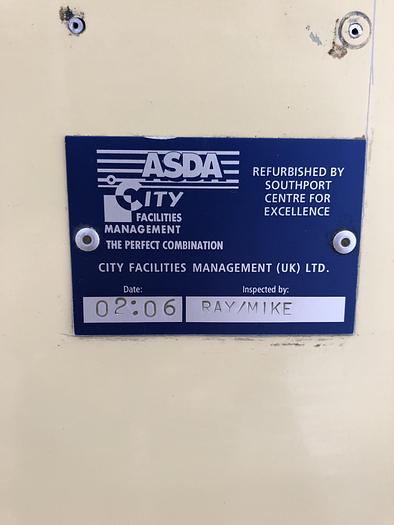 ASDA
CITY
FACILITIES
MANAGEMENT
THE PERFECT COMBINATION
REFURBISHED BY
SOUTHPORT
CENTRE FOR
EXCELLENCE
CITY FACILITIES MANAGEMENT (UK) LTD.
Date: Inspected by:
02:06 RAY/MIKE